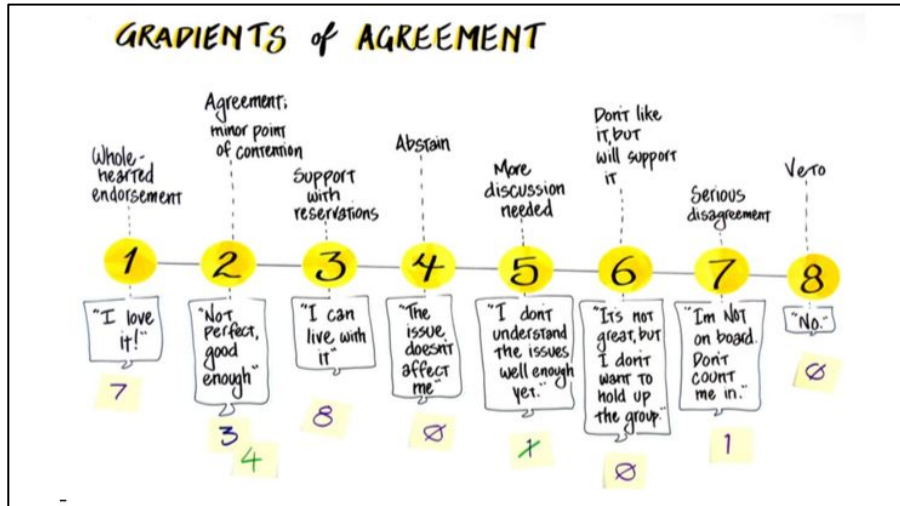 GRADIENTS of AGREEMENT
Whole-
hearted
endorsement
Agreement;
minor point
of contention
Support
with
reservations
Abstain
More
discussion
needed
Don't like
it, but
will support
it
Serious
disagreement
Veto
1
2
3
4
5
6
7
8
"I love
it!"
"Not
perfect,
good
enough"
"I can
live with
it"
"The
issue
doesn't
affect
me"
"I don't
understand
the issues
well enough
yet."
"It's not
great, but
I don't
want to
hold up
the group."
"I'm NOT
on board.
Don't
count
me in."
"No."
7
3
4
8
Ø
1
Ø
1
Ø